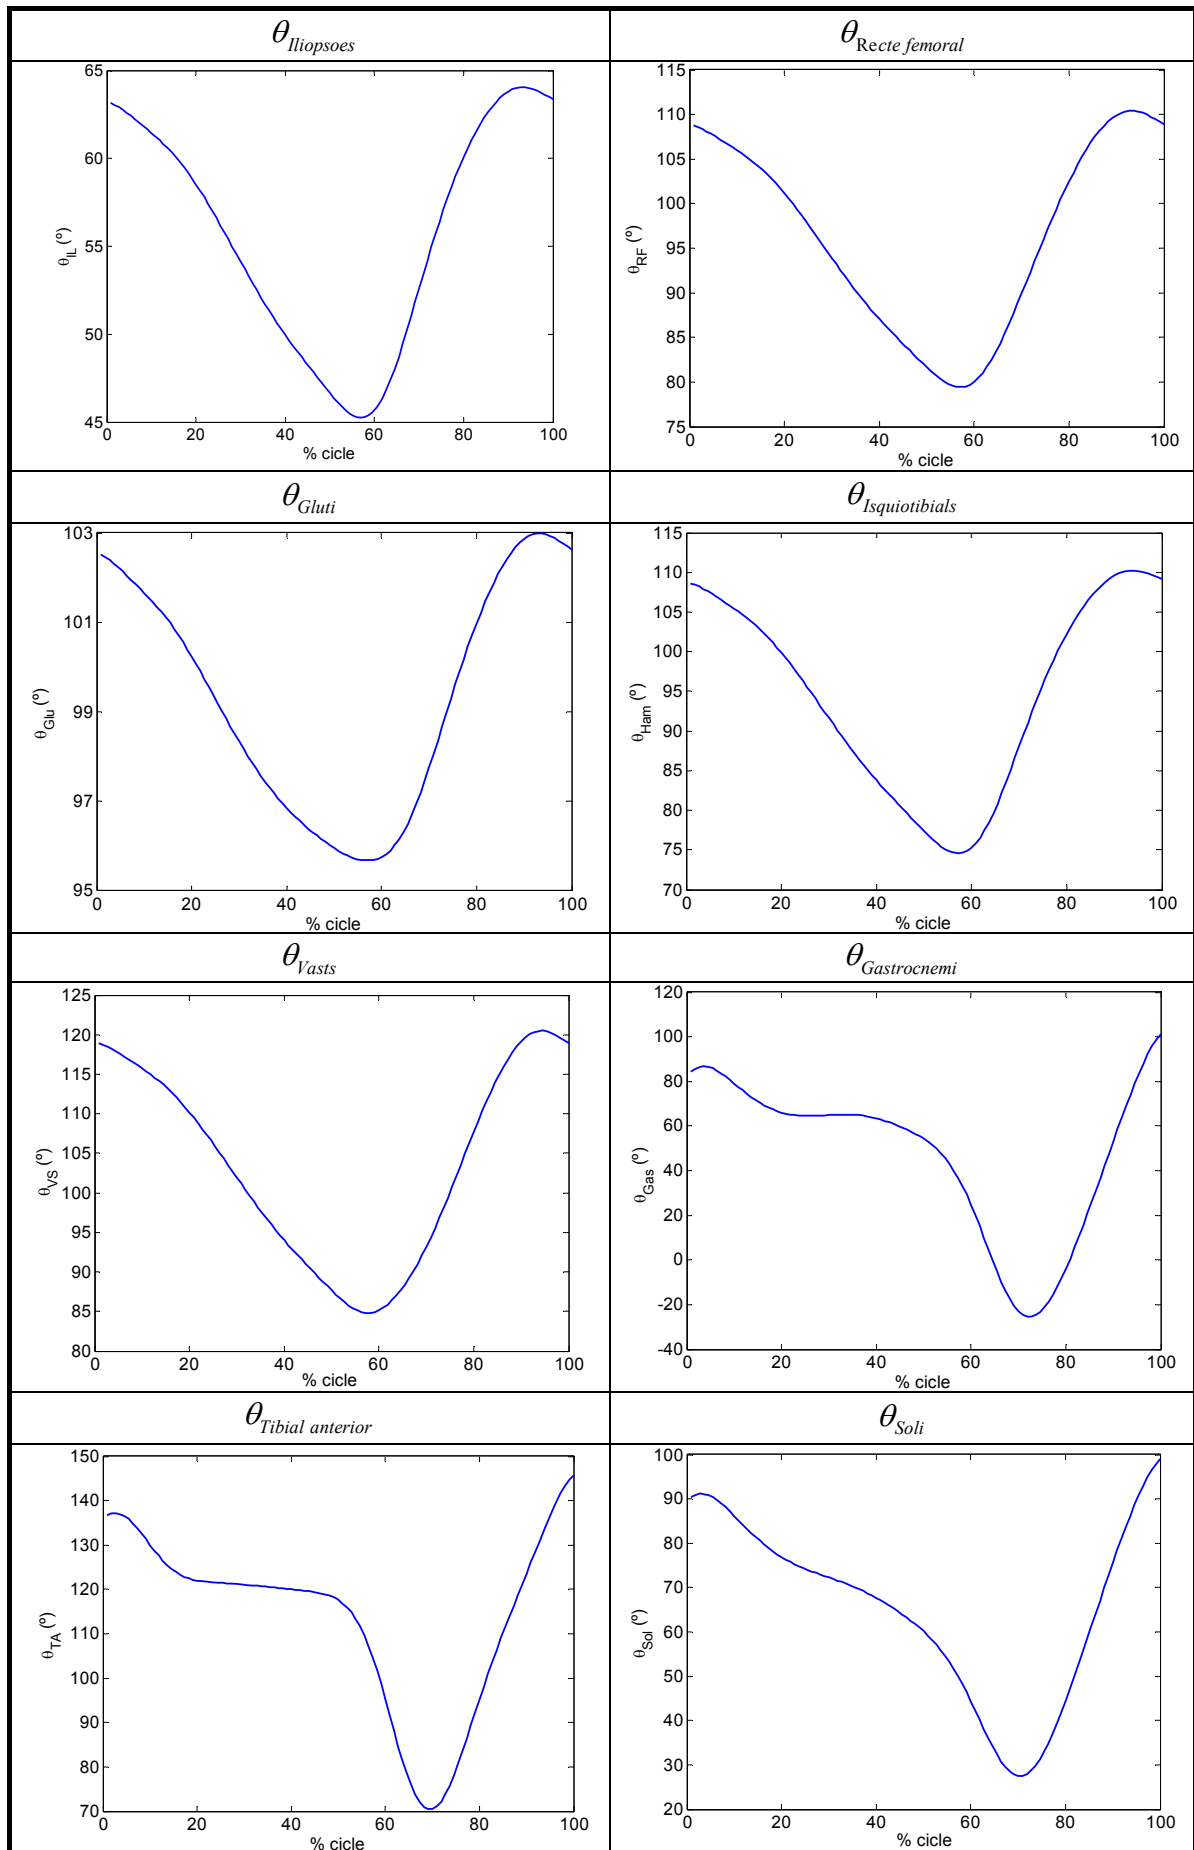 θIliopsoes
θRecte femoral
65
60
55
50
45
θIL (º)
0 20 40 60 80 100
% cicle
115
110
105
100
95
90
85
80
75
θRF (º)
0 20 40 60 80 100
% cicle
θGluti
θIsquiotibials
103
101
99
97
95
θGlu (º)
0 20 40 60 80 100
% cicle
115
110
105
100
95
90
85
80
75
70
θHam (º)
0 20 40 60 80 100
% cicle
θVasts
θGastrocnemi
125
120
115
110
105
100
95
90
85
80
θVS (º)
0 20 40 60 80 100
% cicle
120
100
80
60
40
20
0
-20
-40
θGas (º)
0 20 40 60 80 100
% cicle
θTibial anterior
θSoli
150
140
130
120
110
100
90
80
70
θTA (º)
0 20 40 60 80 100
% cicle
100
90
80
70
60
50
40
30
20
θSol (º)
0 20 40 60 80 100
% cicle